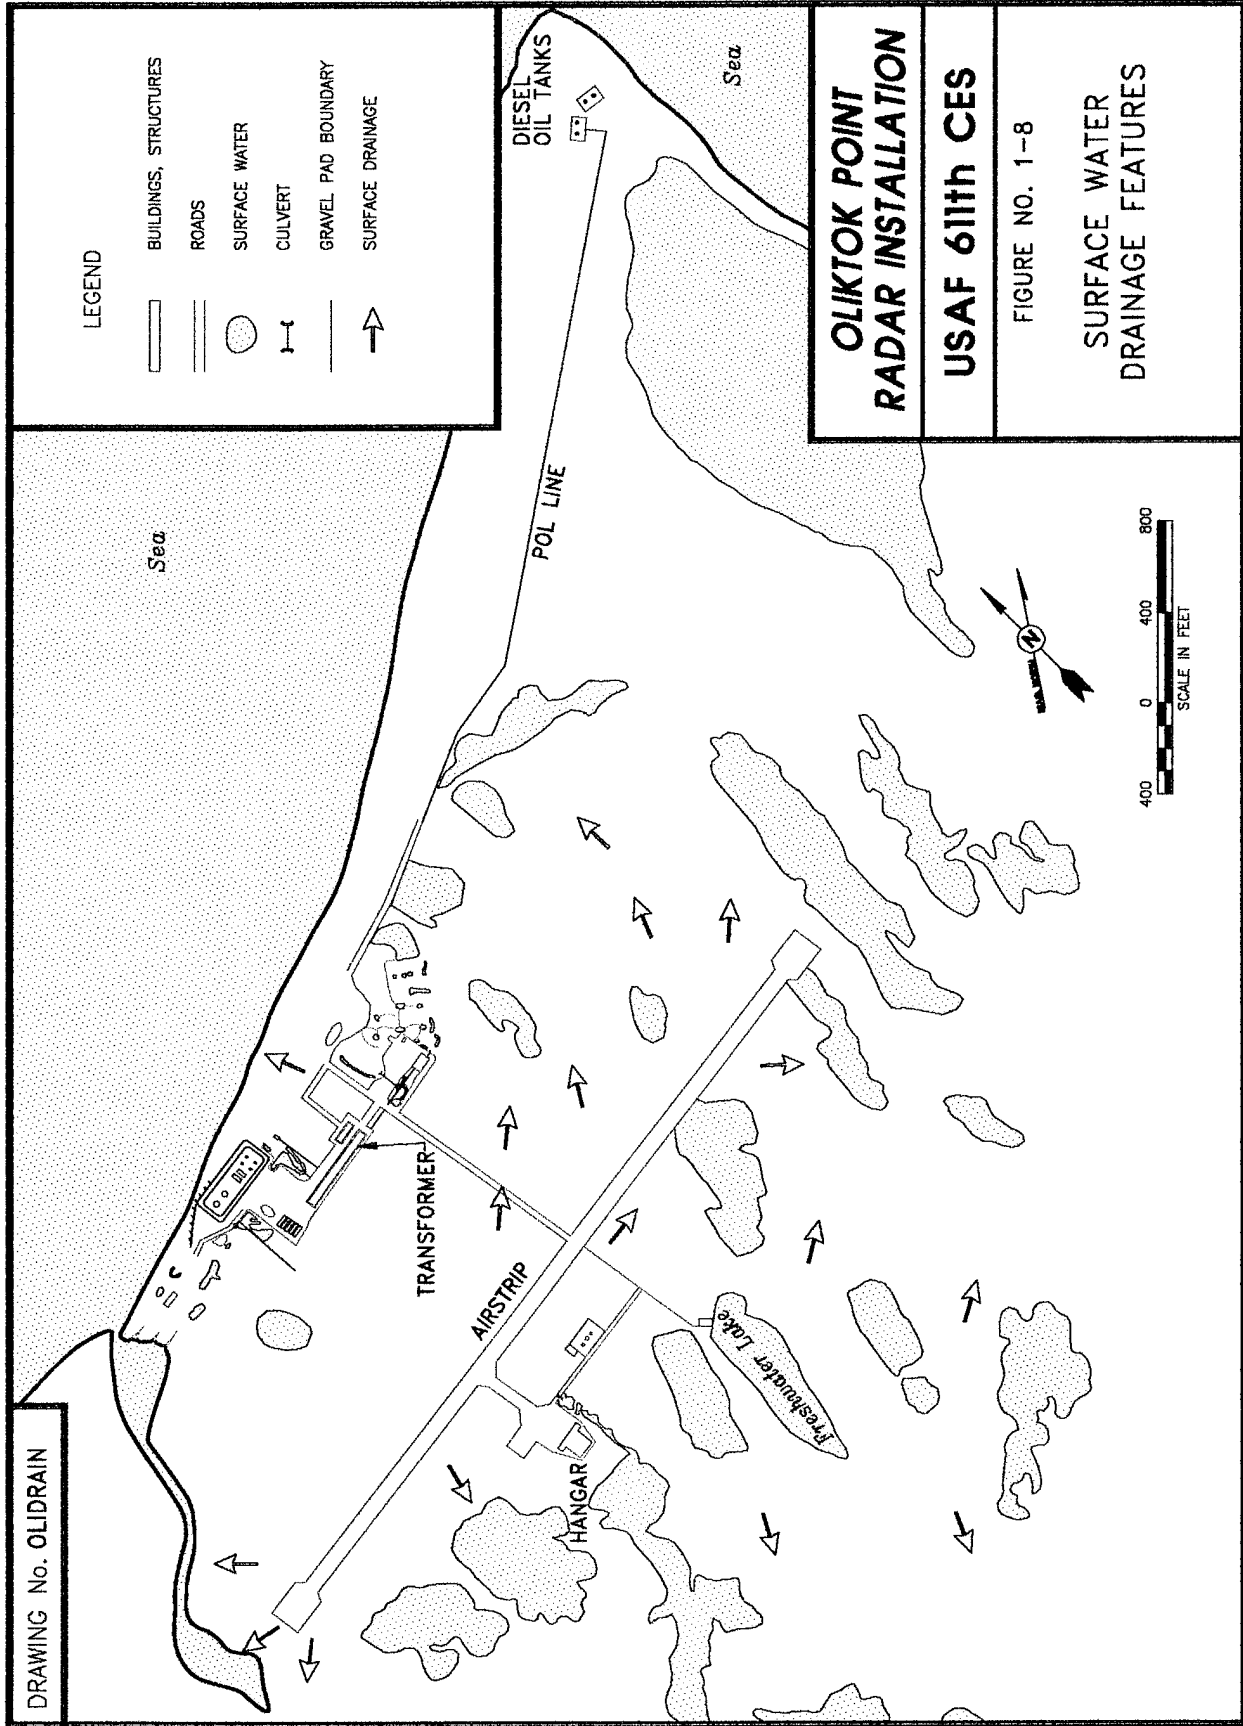 DRAWING No. OLIDRAIN
LEGEND
BUILDINGS, STRUCTURES
ROADS
SURFACE WATER
CULVERT
GRAVEL PAD BOUNDARY
SURFACE DRAINAGE
Sea
DIESEL
OIL TANKS
Sea
POL LINE
TRANSFORMER
AIRSTRIP
HANGAR
Freshwater Lake
N
400 0 400 800
SCALE IN FEET
OLIKTOK POINT
RADAR INSTALLATION
USAF 611th CES
FIGURE NO. 1-8
SURFACE WATER
DRAINAGE FEATURES